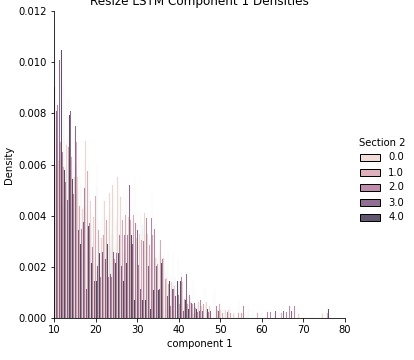 Resize LSTM Component 1 Densities
0.012
0.010
0.008
0.006
0.004
0.002
0.000
Density
10 20 30 40 50 60 70 80
component 1
Section 2
0.0
1.0
2.0
3.0
4.0